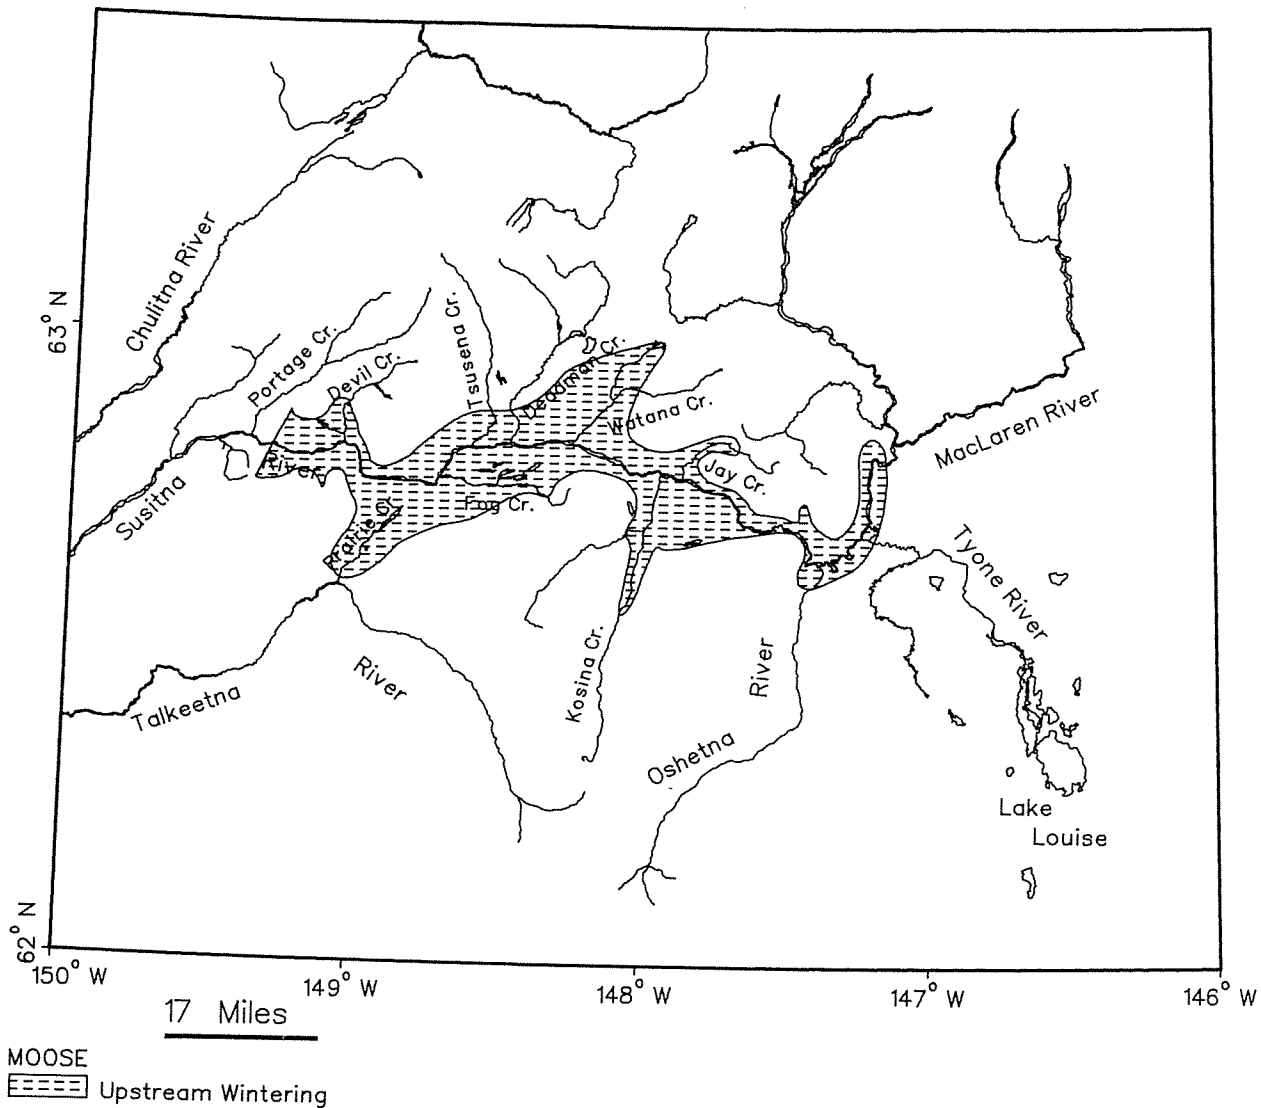 Chulitna River
63° N
Portage Cr.
Devil Cr.
Tsusena Cr.
Deadman Cr.
Watana Cr.
MacLaren River
Susitna
River
Jay Cr.
Fog Cr.
Prairie Cr.
Tyone River
Kosina Cr.
River
River
Talkeetna
Oshetna
Lake
Louise
62° N
150° W
149° W
148° W
147° W
146° W
17 Miles
MOOSE
Upstream Wintering